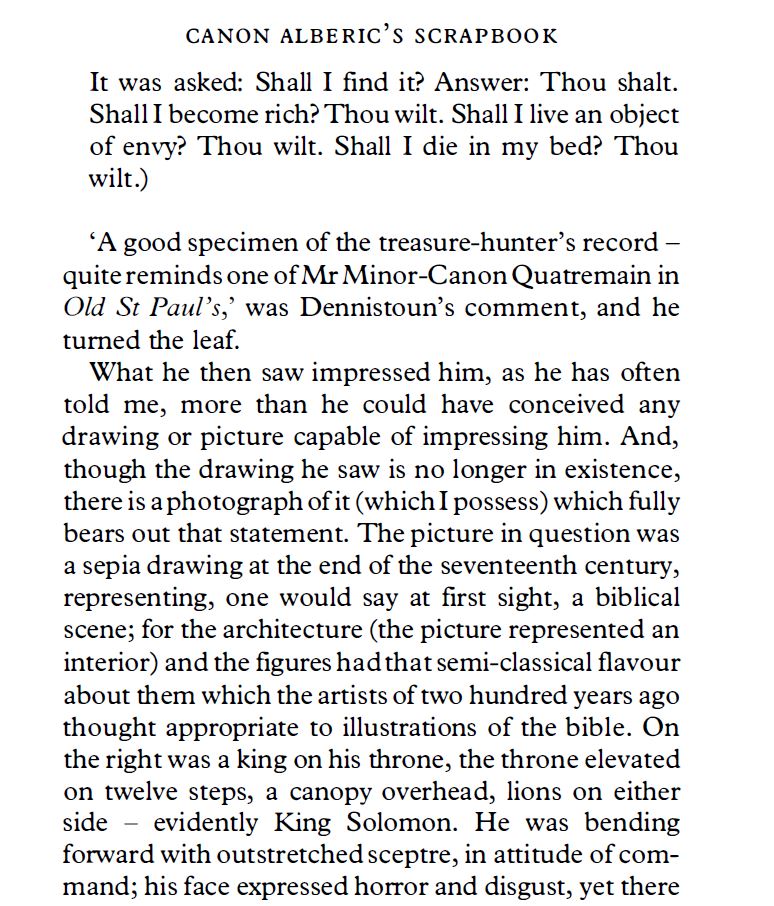 CANON ALBERIC’S SCRAPBOOK
It was asked: Shall I find it? Answer: Thou shalt.
Shall I become rich? Thou wilt. Shall I live an object
of envy? Thou wilt. Shall I die in my bed? Thou
wilt.)
‘A good specimen of the treasure-hunter’s record –
quite reminds one of Mr Minor-Canon Quatremain in
Old St Paul’s,’ was Dennistoun’s comment, and he
turned the leaf.
What he then saw impressed him, as he has often
told me, more than he could have conceived any
drawing or picture capable of impressing him. And,
though the drawing he saw is no longer in existence,
there is a photograph of it (which I possess) which fully
bears out that statement. The picture in question was
a sepia drawing at the end of the seventeenth century,
representing, one would say at first sight, a biblical
scene; for the architecture (the picture represented an
interior) and the figures had that semi-classical flavour
about them which the artists of two hundred years ago
thought appropriate to illustrations of the bible. On
the right was a king on his throne, the throne elevated
on twelve steps, a canopy overhead, lions on either
side – evidently King Solomon. He was bending
forward with outstretched sceptre, in attitude of com-
mand; his face expressed horror and disgust, yet there